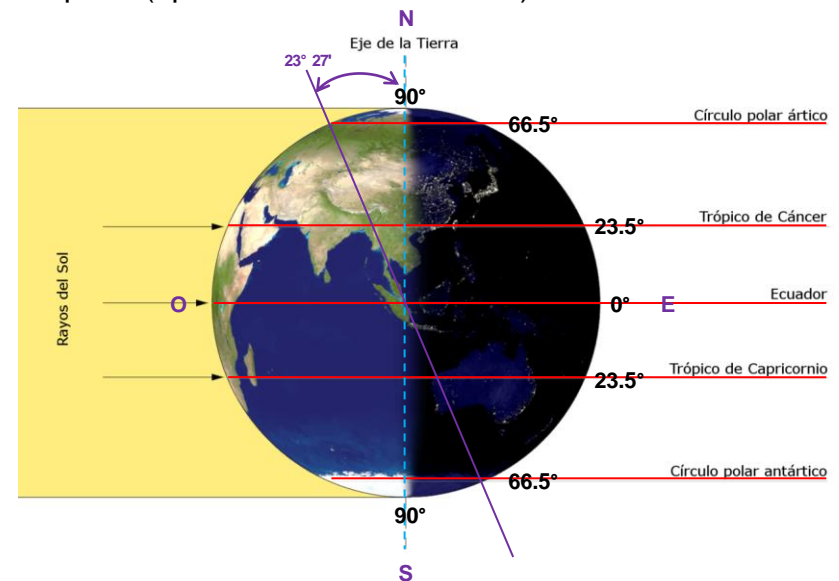 N
Eje de la Tierra
23° 27'
90°
Círculo polar ártico
66.5°
Trópico de Cáncer
23.5°
Rayos del Sol
O
0°
E
Ecuador
Trópico de Capricornio
23.5°
Círculo polar antártico
66.5°
90°
S